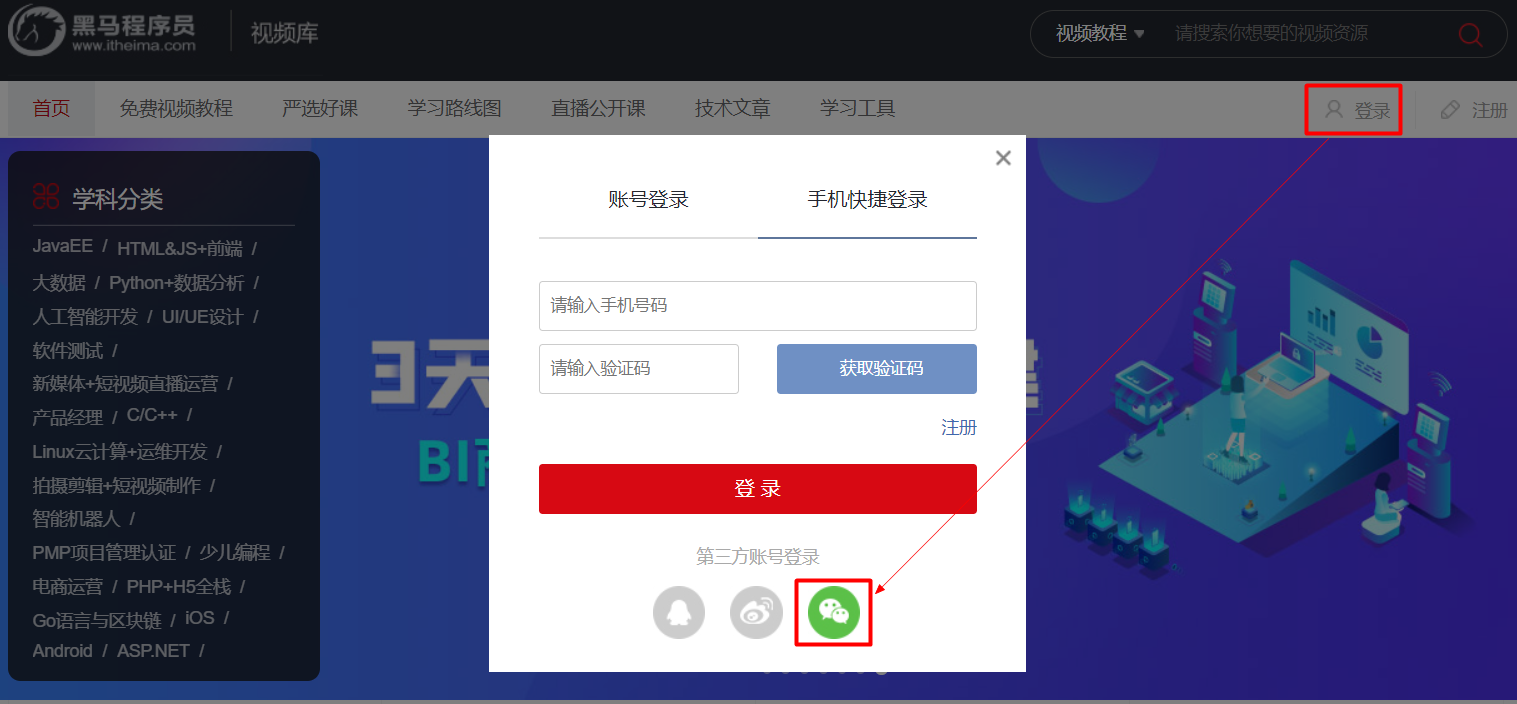 黑马程序员
www.itheima.com
视频库
视频教程
请搜索你想要的视频资源
首页 免费视频教程 严选好课 学习路线图 直播公开课 技术文章 学习工具 登录 注册
学科分类
JavaEE / HTML&JS+前端 /
大数据 / Python+数据分析 /
人工智能开发 / UI/UE设计 /
软件测试 /
新媒体+短视频直播运营 /
产品经理 / C/C++ /
Linux云计算+运维开发 /
拍摄剪辑+短视频制作 /
智能机器人 /
PMP项目管理认证 / 少儿编程 /
电商运营 / PHP+H5全栈 /
Go语言与区块链 / iOS /
Android / ASP.NET /
3天
BI
账号登录 手机快捷登录
请输入手机号码
请输入验证码 获取验证码
注册
登 录
第三方账号登录